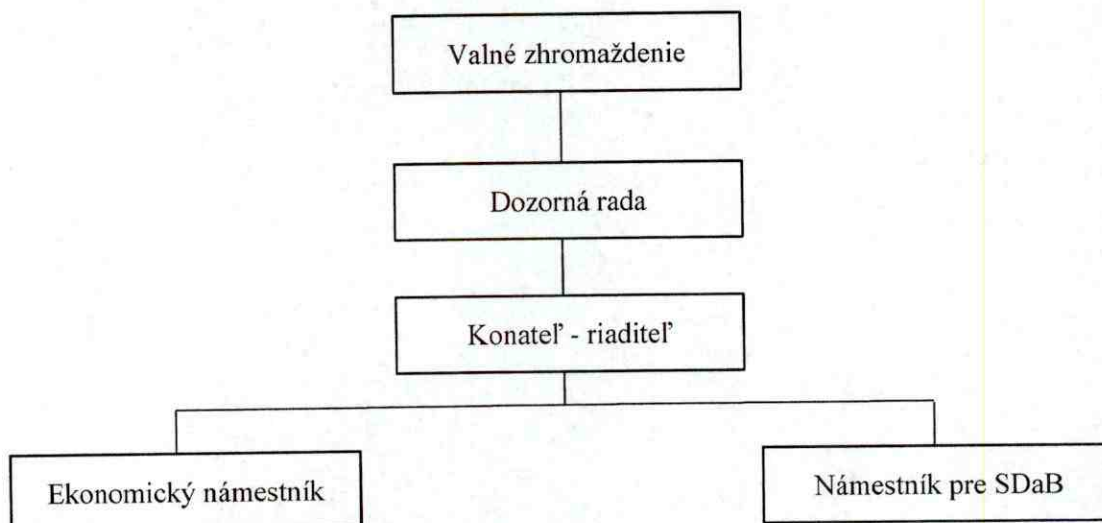 Valné zhromaždenie
Dozorná rada
Konateľ - riaditeľ
Ekonomický námestník
Námestník pre SDaB